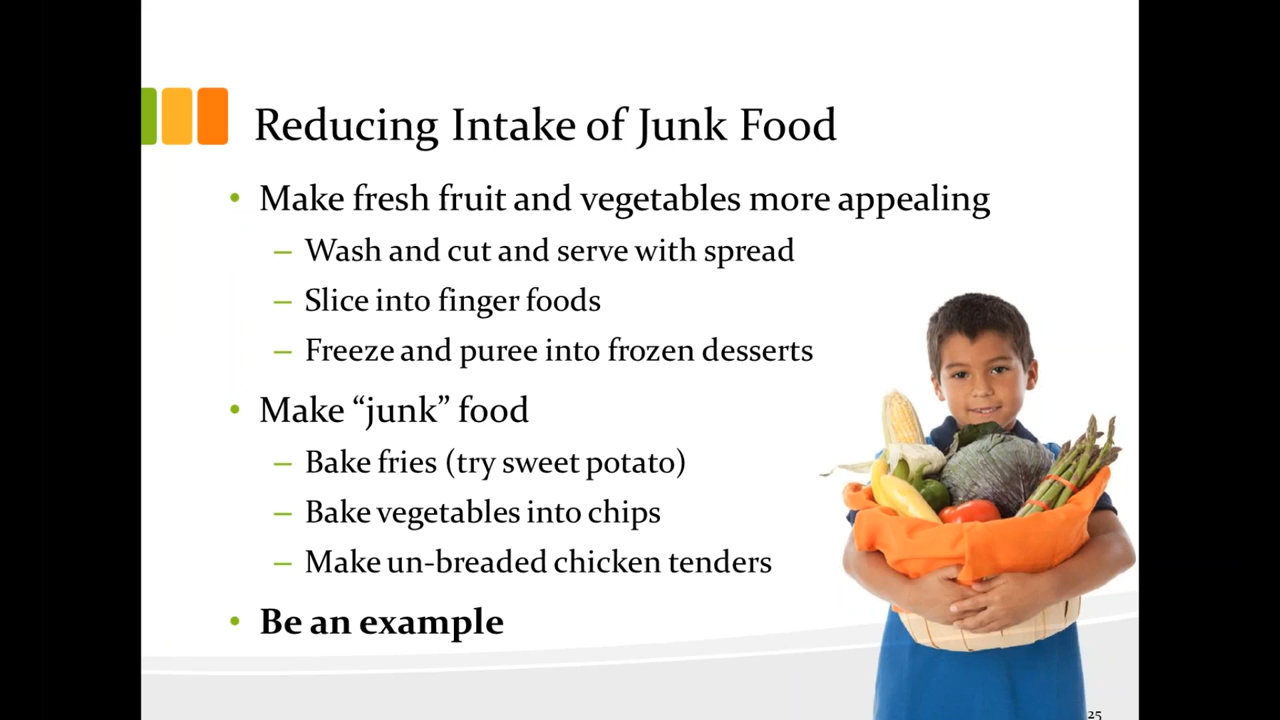 Reducing Intake of Junk Food
• Make fresh fruit and vegetables more appealing
– Wash and cut and serve with spread
– Slice into finger foods
– Freeze and puree into frozen desserts
• Make “junk” food
– Bake fries (try sweet potato)
– Bake vegetables into chips
– Make un-breaded chicken tenders
• Be an example
25